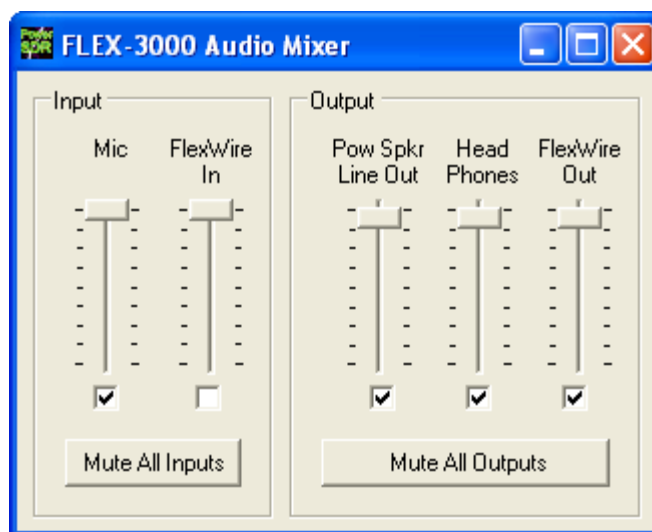 Power
SDR
FLEX-3000 Audio Mixer
Input
Mic
FlexWire
In
Mute All Inputs
Output
Pow Spkr
Line Out
Head
Phones
FlexWire
Out
Mute All Outputs